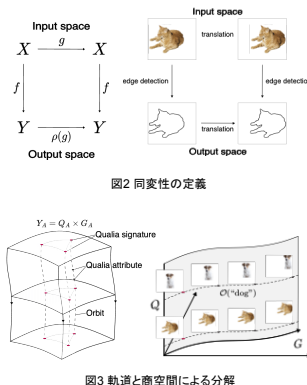 Input space
X g X
f f
Y ρ(g) Y
Output space
Input space
translation
edge detection edge detectio
translation
Output space
図2 同変性の定義
Y_A = Q_A × G_A
Qualia signature
Qualia attribute
Orbit
Q
O("dog")
G
図3 軌道と商空間による分解